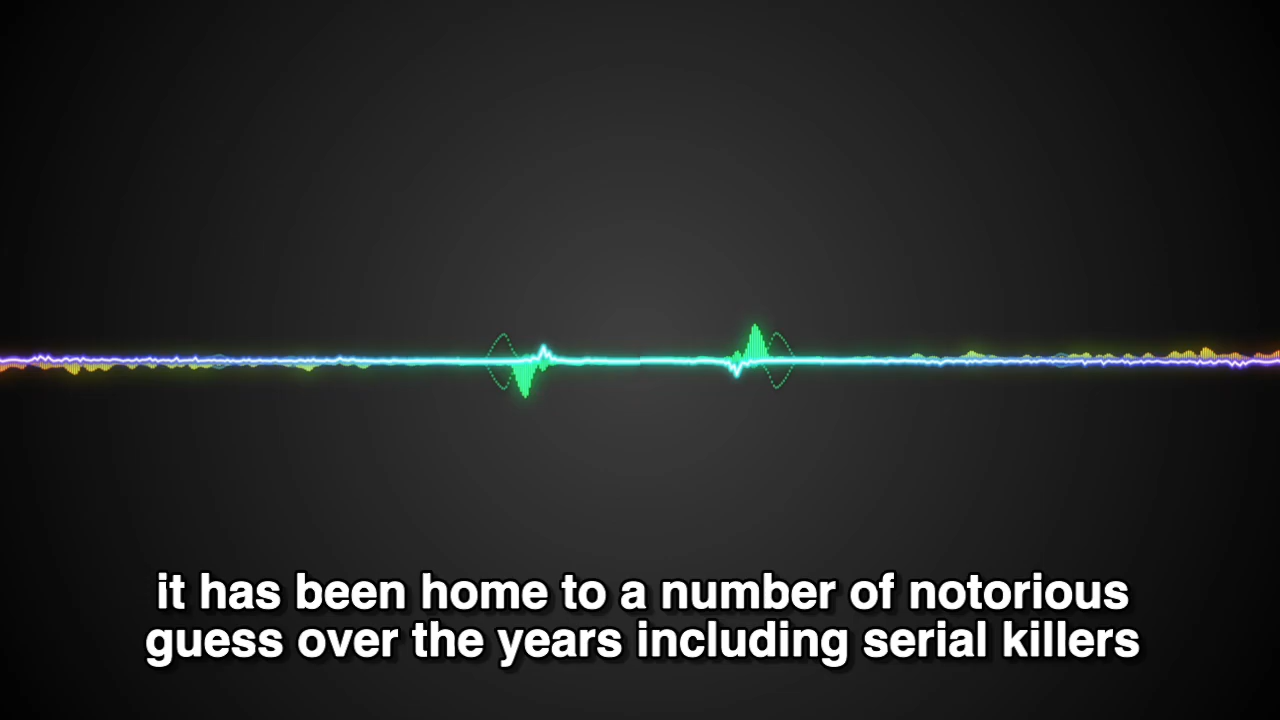 it has been home to a number of notorious
guess over the years including serial killers